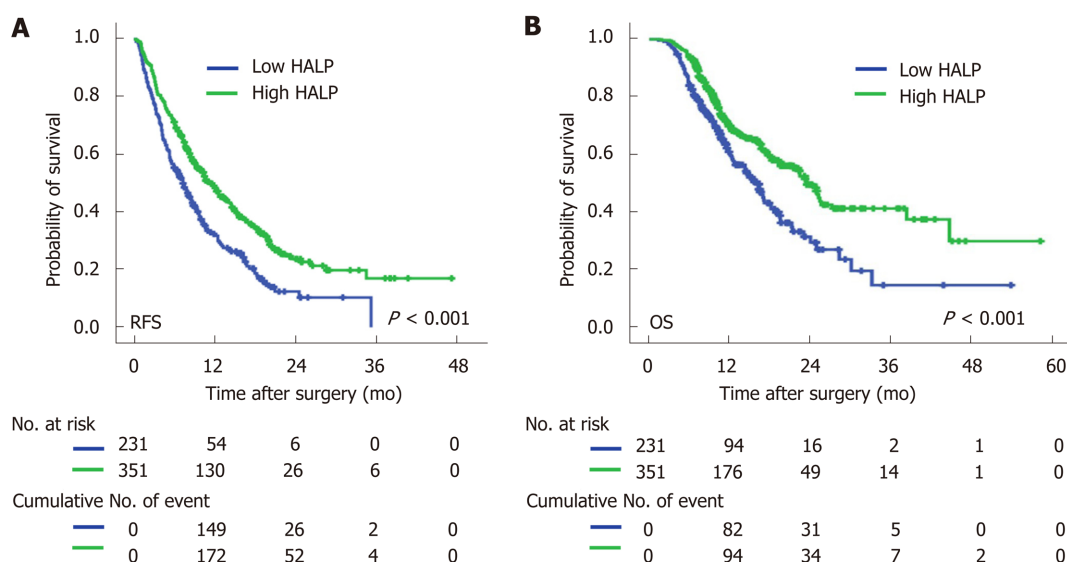 A
1.0
0.8
0.6
0.4
0.2
0.0
Probability of survival
Low HALP
High HALP
RFS
P < 0.001
0 12 24 36 48
Time after surgery (mo)
No. at risk
231 54 6 0 0
351 130 26 6 0
Cumulative No. of event
0 149 26 2 0
0 172 52 4 0
B
1.0
0.8
0.6
0.4
0.2
0.0
Probability of survival
Low HALP
High HALP
OS
P < 0.001
0 12 24 36 48 60
Time after surgery (mo)
No. at risk
231 94 16 2 1 0
351 176 49 14 1 0
Cumulative No. of event
0 82 31 5 0 0
0 94 34 7 2 0